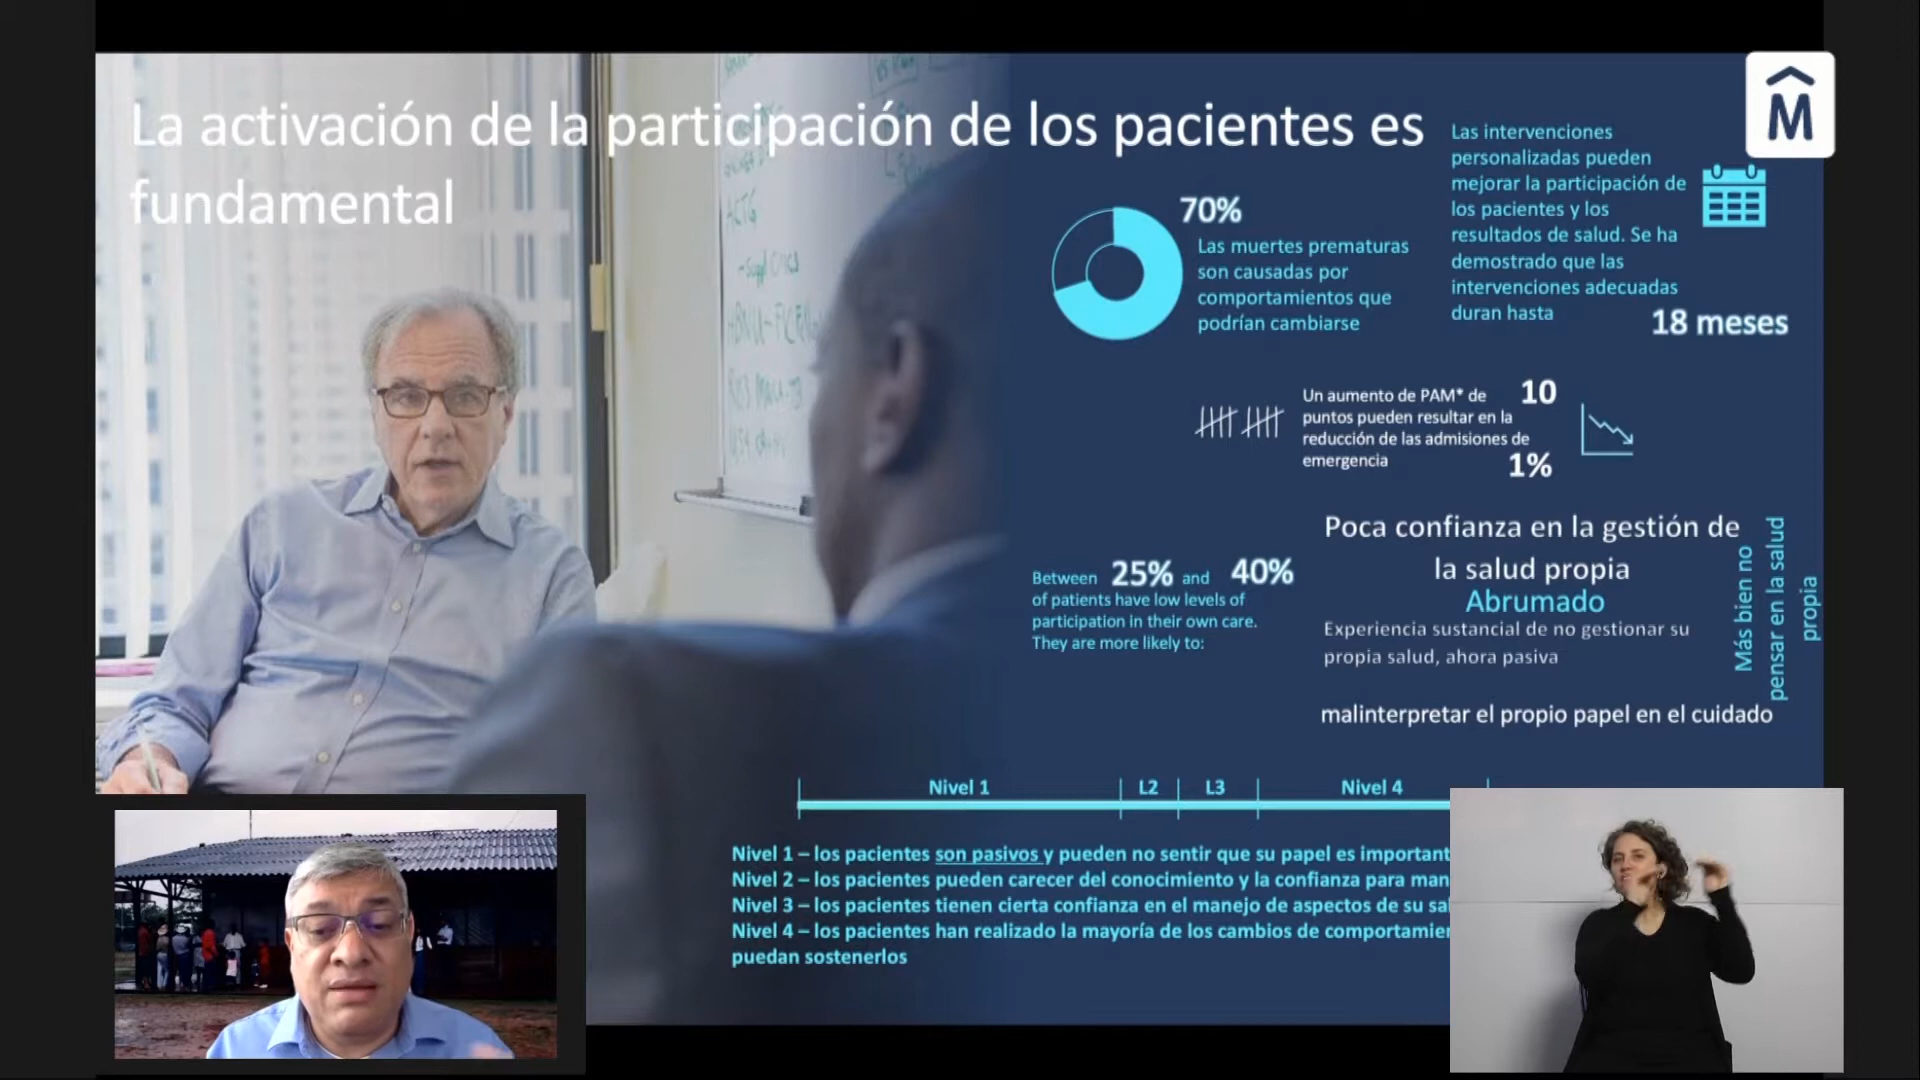 La activación de la participación de los pacientes es
fundamental
70%
Las muertes prematuras
son causadas por
comportamientos que
podrían cambiarse
Las intervenciones
personalizadas pueden
mejorar la participación de
los pacientes y los
resultados de salud. Se ha
demostrado que las
intervenciones adecuadas
duran hasta
18 meses
M
Un aumento de PAM* de 10
puntos pueden resultar en la
reducción de las admisiones de
emergencia 1%
Between 25% and 40%
of patients have low levels of
participation in their own care.
They are more likely to:
Poca confianza en la gestión de
la salud propia
Abrumado
Experiencia sustancial de no gestionar su
propia salud, ahora pasiva
malinterpretar el propio papel en el cuidado
Más bien no
pensar en la salud
propia
Nivel 1 L2 L3 Nivel 4
Nivel 1 – los pacientes son pasivos y pueden no sentir que su papel es important
Nivel 2 – los pacientes pueden carecer del conocimiento y la confianza para man
Nivel 3 – los pacientes tienen cierta confianza en el manejo de aspectos de su sa
Nivel 4 – los pacientes han realizado la mayoría de los cambios de comportamie
puedan sostenerlos